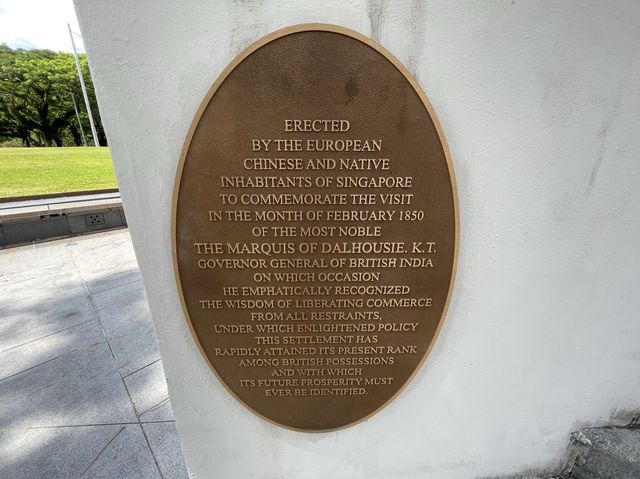 ERECTED
BY THE EUROPEAN
CHINESE AND NATIVE
INHABITANTS OF SINGAPORE
TO COMMEMORATE THE VISIT
IN THE MONTH OF FEBRUARY 1850
OF THE MOST NOBLE
THE MARQUIS OF DALHOUSIE. K.T.
GOVERNOR GENERAL OF BRITISH INDIA
ON WHICH OCCASION
HE EMPHATICALLY RECOGNIZED
THE WISDOM OF LIBERATING COMMERCE
FROM ALL RESTRAINTS,
UNDER WHICH ENLIGHTENED POLICY
THIS SETTLEMENT HAS
RAPIDLY ATTAINED ITS PRESENT RANK
AMONG BRITISH POSSESSIONS
AND WITH WHICH
ITS FUTURE PROSPERITY MUST
EVER BE IDENTIFIED.